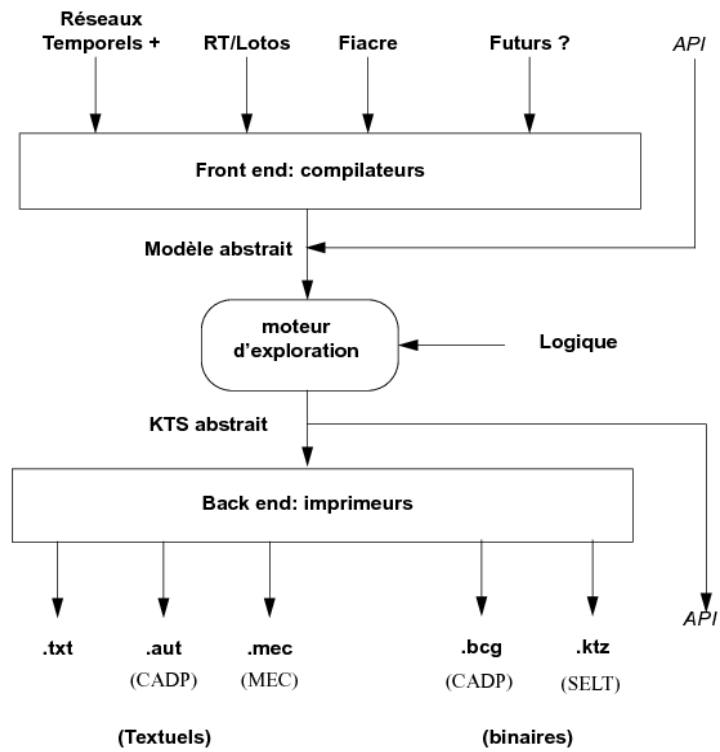 Réseaux
Temporels +
RT/Lotos
Fiacre
Futurs ?
API
Front end: compilateurs
Modèle abstrait
moteur
d'exploration
Logique
KTS abstrait
Back end: imprimeurs
API
.txt
.aut
.mec
.bcg
.ktz
(CADP)
(MEC)
(CADP)
(SELT)
(Textuels)
(binaires)